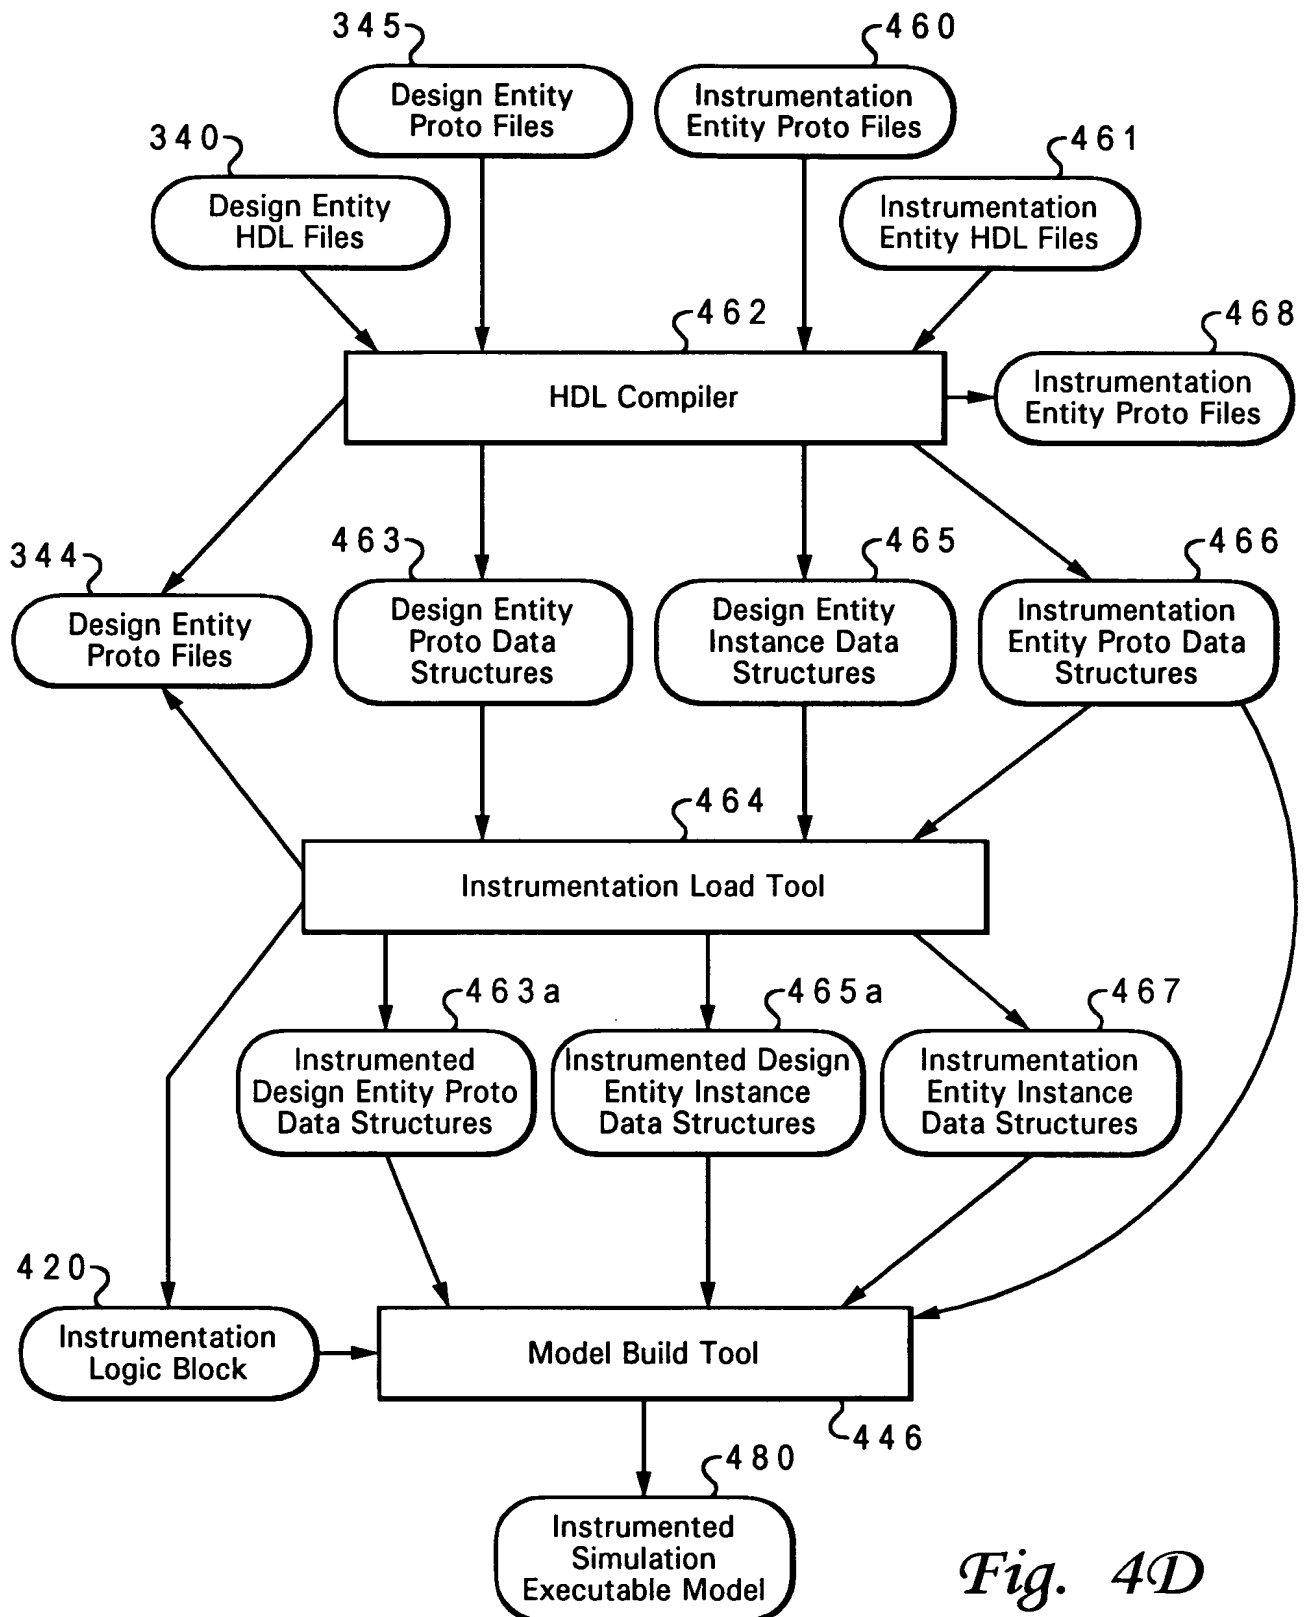 345
460
Design Entity
Proto Files
Instrumentation
Entity Proto Files
340
461
Design Entity
HDL Files
Instrumentation
Entity HDL Files
462
468
HDL Compiler
Instrumentation
Entity Proto Files
344
463
465
466
Design Entity
Proto Files
Design Entity
Proto Data
Structures
Design Entity
Instance Data
Structures
Instrumentation
Entity Proto Data
Structures
464
Instrumentation Load Tool
463a
465a
467
Instrumented
Design Entity Proto
Data Structures
Instrumented Design
Entity Instance
Data Structures
Instrumentation
Entity Instance
Data Structures
420
Instrumentation
Logic Block
Model Build Tool
446
480
Instrumented
Simulation
Executable Model
Fig. 4D